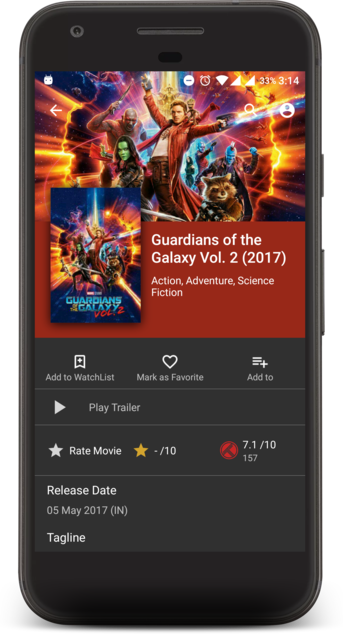 33% 3:14
Guardians of the
Galaxy Vol. 2 (2017)
Action, Adventure, Science
Fiction
GUARDIANS
OF THE
GALAXY
VOL. 2
Add to WatchList
Mark as Favorite
Add to
Play Trailer
Rate Movie
- /10
7.1 /10
157
Release Date
05 May 2017 (IN)
Tagline